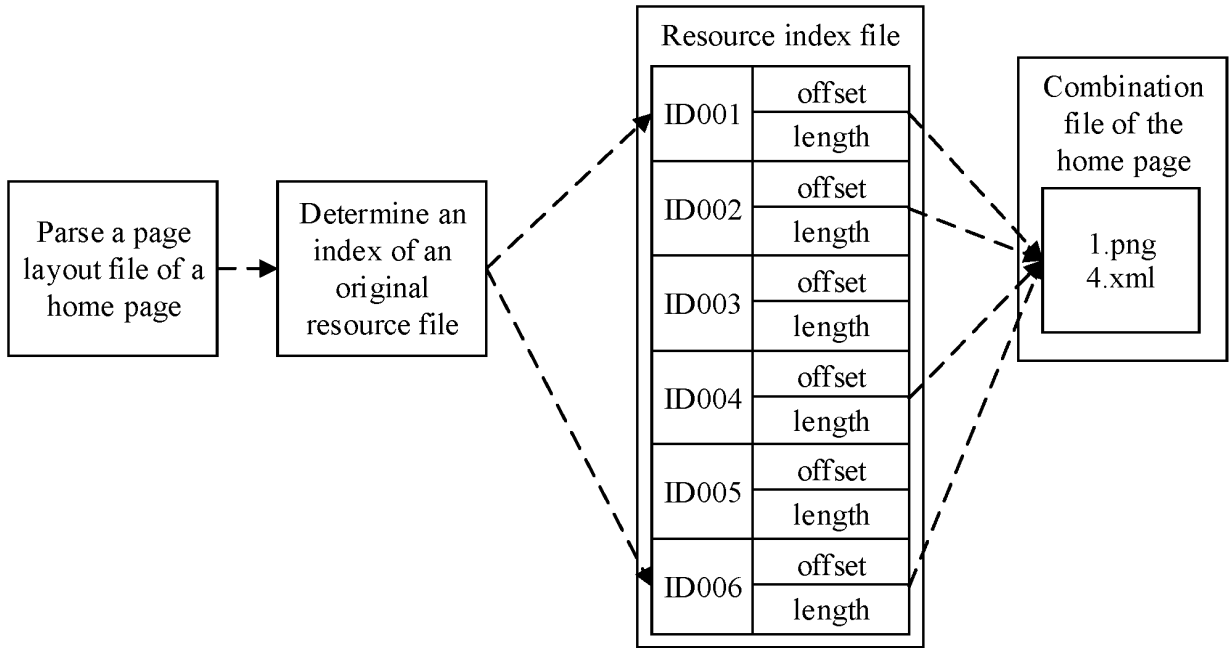 Parse a page
layout file of a
home page
Determine an
index of an
original
resource file
Resource index file
ID001
offset
length
ID002
offset
length
ID003
offset
length
ID004
offset
length
ID005
offset
length
ID006
offset
length
Combination
file of the
home page
1.png
4.xml